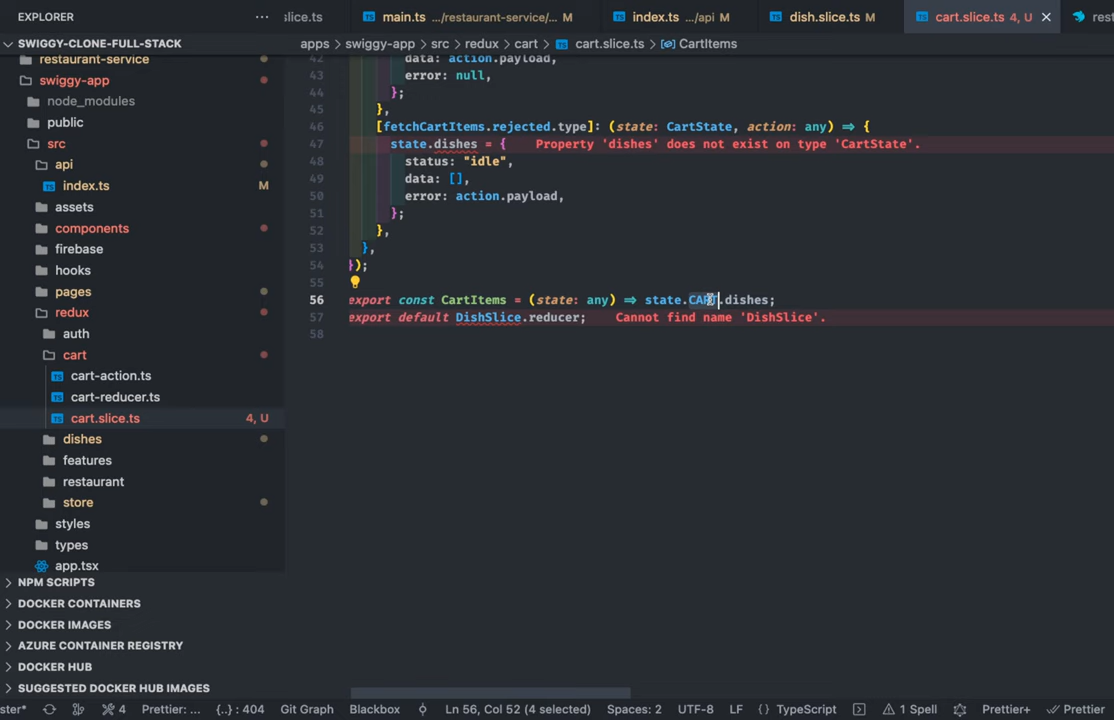 EXPLORER ··· slice.ts main.ts .../restaurant-service/... M index.ts .../api M dish.slice.ts M cart.slice.ts 4, U rest
SWIGGY-CLONE-FULL-STACK apps > swiggy-app > src > redux > cart > cart.slice.ts > CartItems
restaurant-service
swiggy-app
node_modules
public
src
api
index.ts M
assets
components
firebase
hooks
pages
redux
auth
cart
cart-action.ts
cart-reducer.ts
cart.slice.ts 4, U
dishes
features
restaurant
store
styles
types
app.tsx
NPM SCRIPTS
DOCKER CONTAINERS
DOCKER IMAGES
AZURE CONTAINER REGISTRY
DOCKER HUB
SUGGESTED DOCKER HUB IMAGES
42 data: action.payload,
43 error: null,
44 };
45 },
46 [fetchCartItems.rejected.type]: (state: CartState, action: any) => {
47 state.dishes = { Property 'dishes' does not exist on type 'CartState'.
48 status: "idle",
49 data: [],
50 error: action.payload,
51 };
52 },
53 },
54 });
55
56 export const CartItems = (state: any) => state.CART.dishes;
57 export default DishSlice.reducer; Cannot find name 'DishSlice'.
58
ster* 4 Prettier: ... {..} : 404 Git Graph Blackbox Ln 56, Col 52 (4 selected) Spaces: 2 UTF-8 LF { } TypeScript 1 Spell Prettier+ Prettier